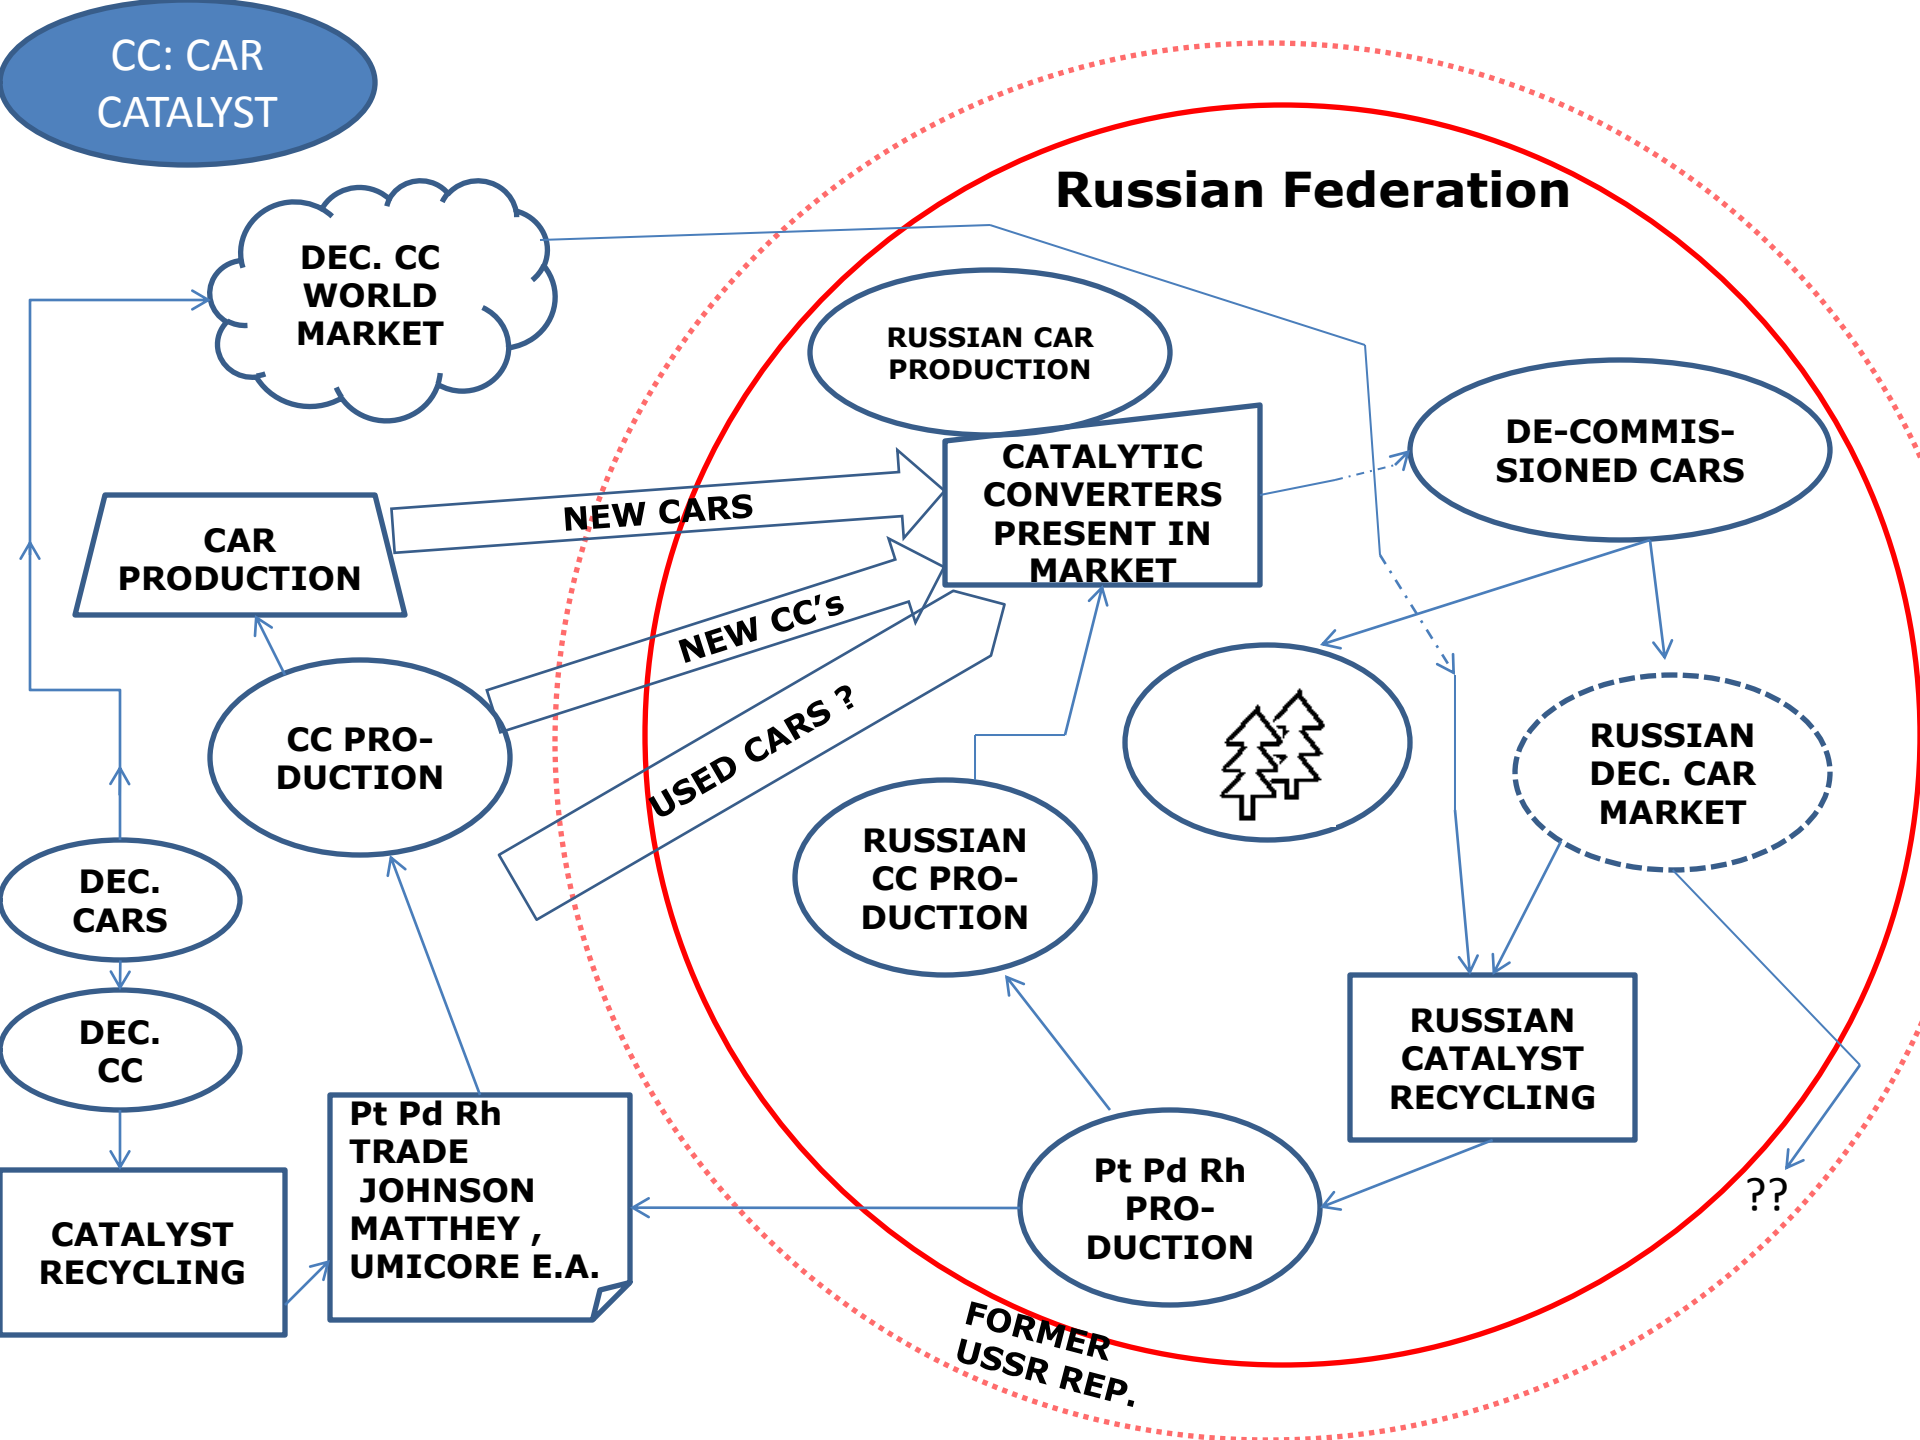 CC: CAR
CATALYST
Russian Federation
DEC. CC
WORLD
MARKET
RUSSIAN CAR
PRODUCTION
DE-COMMIS-
SIONED CARS
CATALYTIC
CONVERTERS
PRESENT IN
MARKET
NEW CARS
CAR
PRODUCTION
NEW CC's
USED CARS ?
CC PRO-
DUCTION
RUSSIAN
DEC. CAR
MARKET
RUSSIAN
CC PRO-
DUCTION
DEC.
CARS
DEC.
CC
RUSSIAN
CATALYST
RECYCLING
Pt Pd Rh
TRADE
JOHNSON
MATTHEY ,
UMICORE E.A.
Pt Pd Rh
PRO-
DUCTION
??
CATALYST
RECYCLING
FORMER
USSR REP.